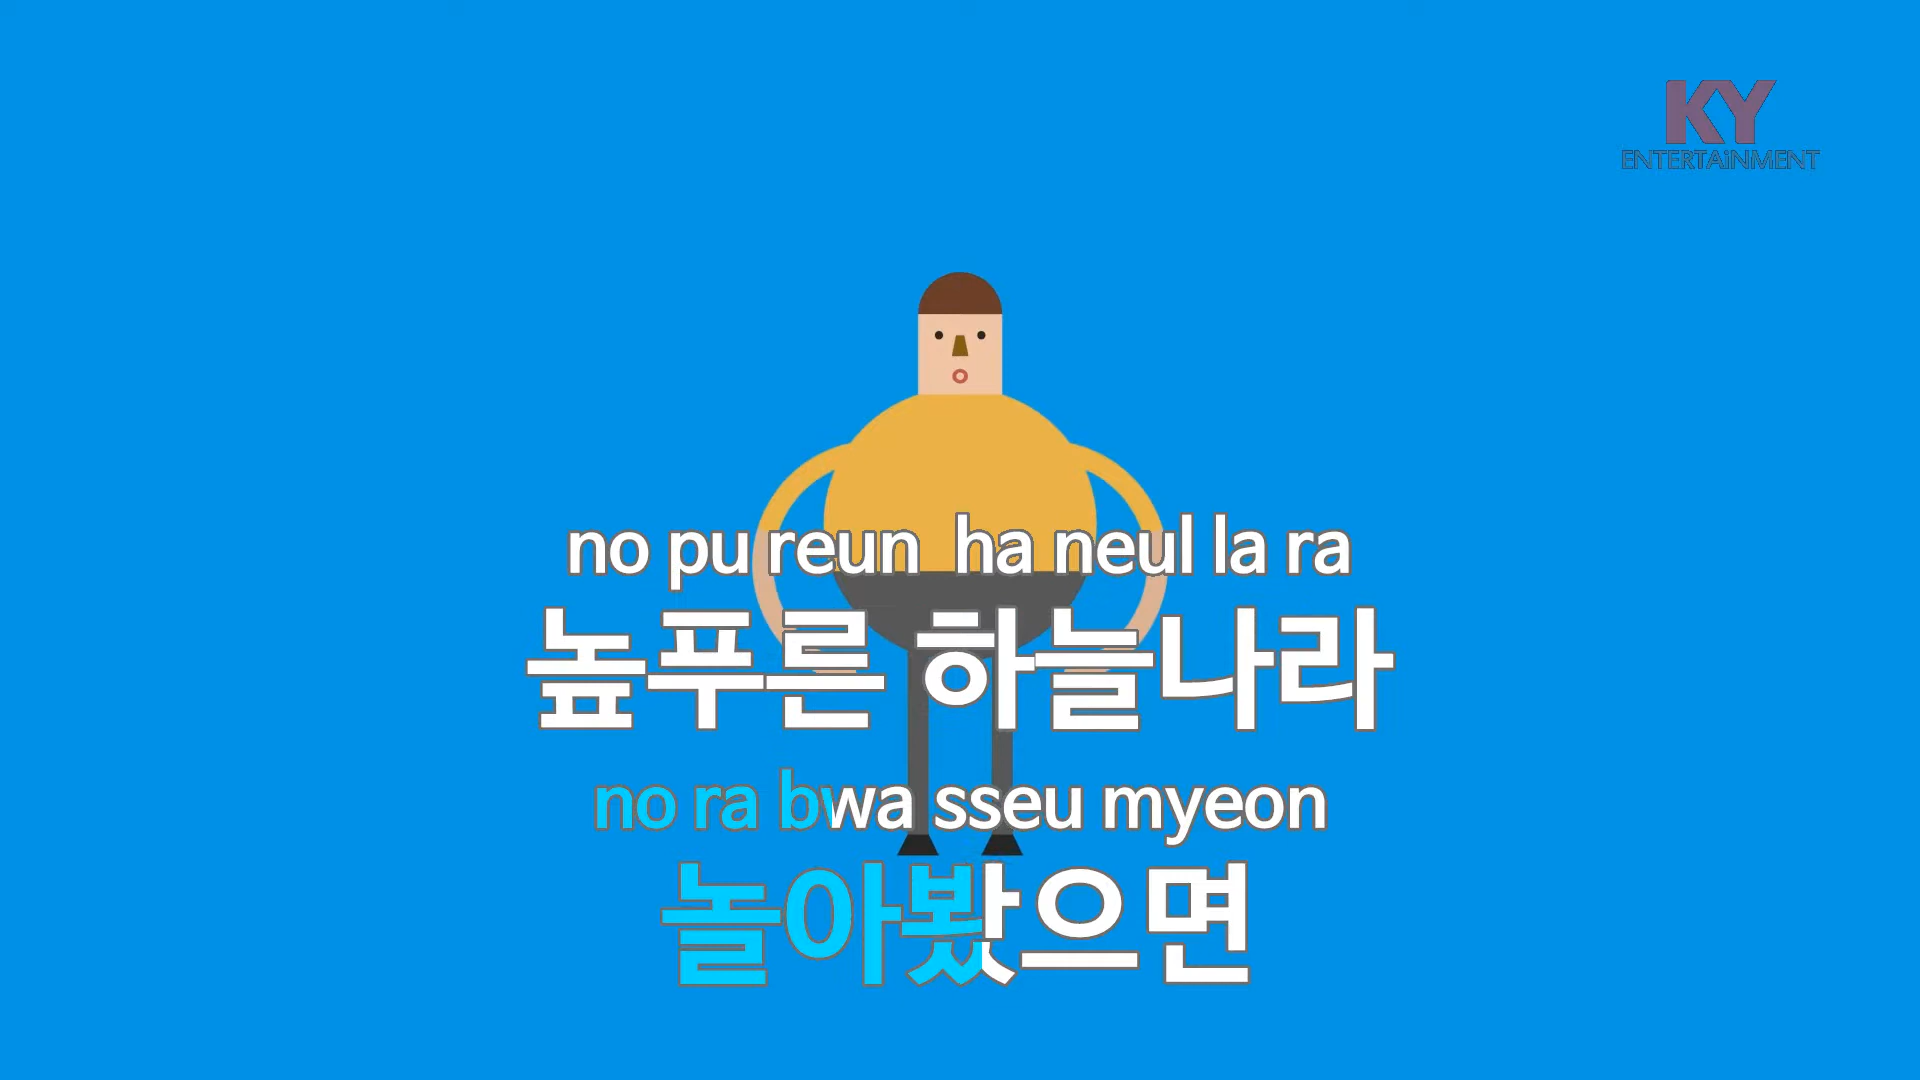 KY
ENTERTAiNMENT
no pu reun ha neul la ra
높푸른 하늘나라
no ra bwa sseu myeon
놀아봤으면